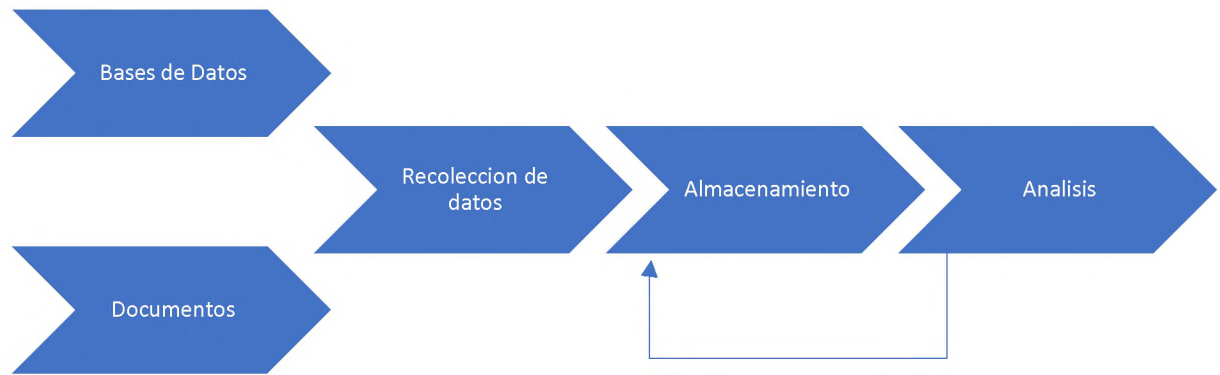 Bases de Datos
Recoleccion de
datos
Almacenamiento
Analisis
Documentos